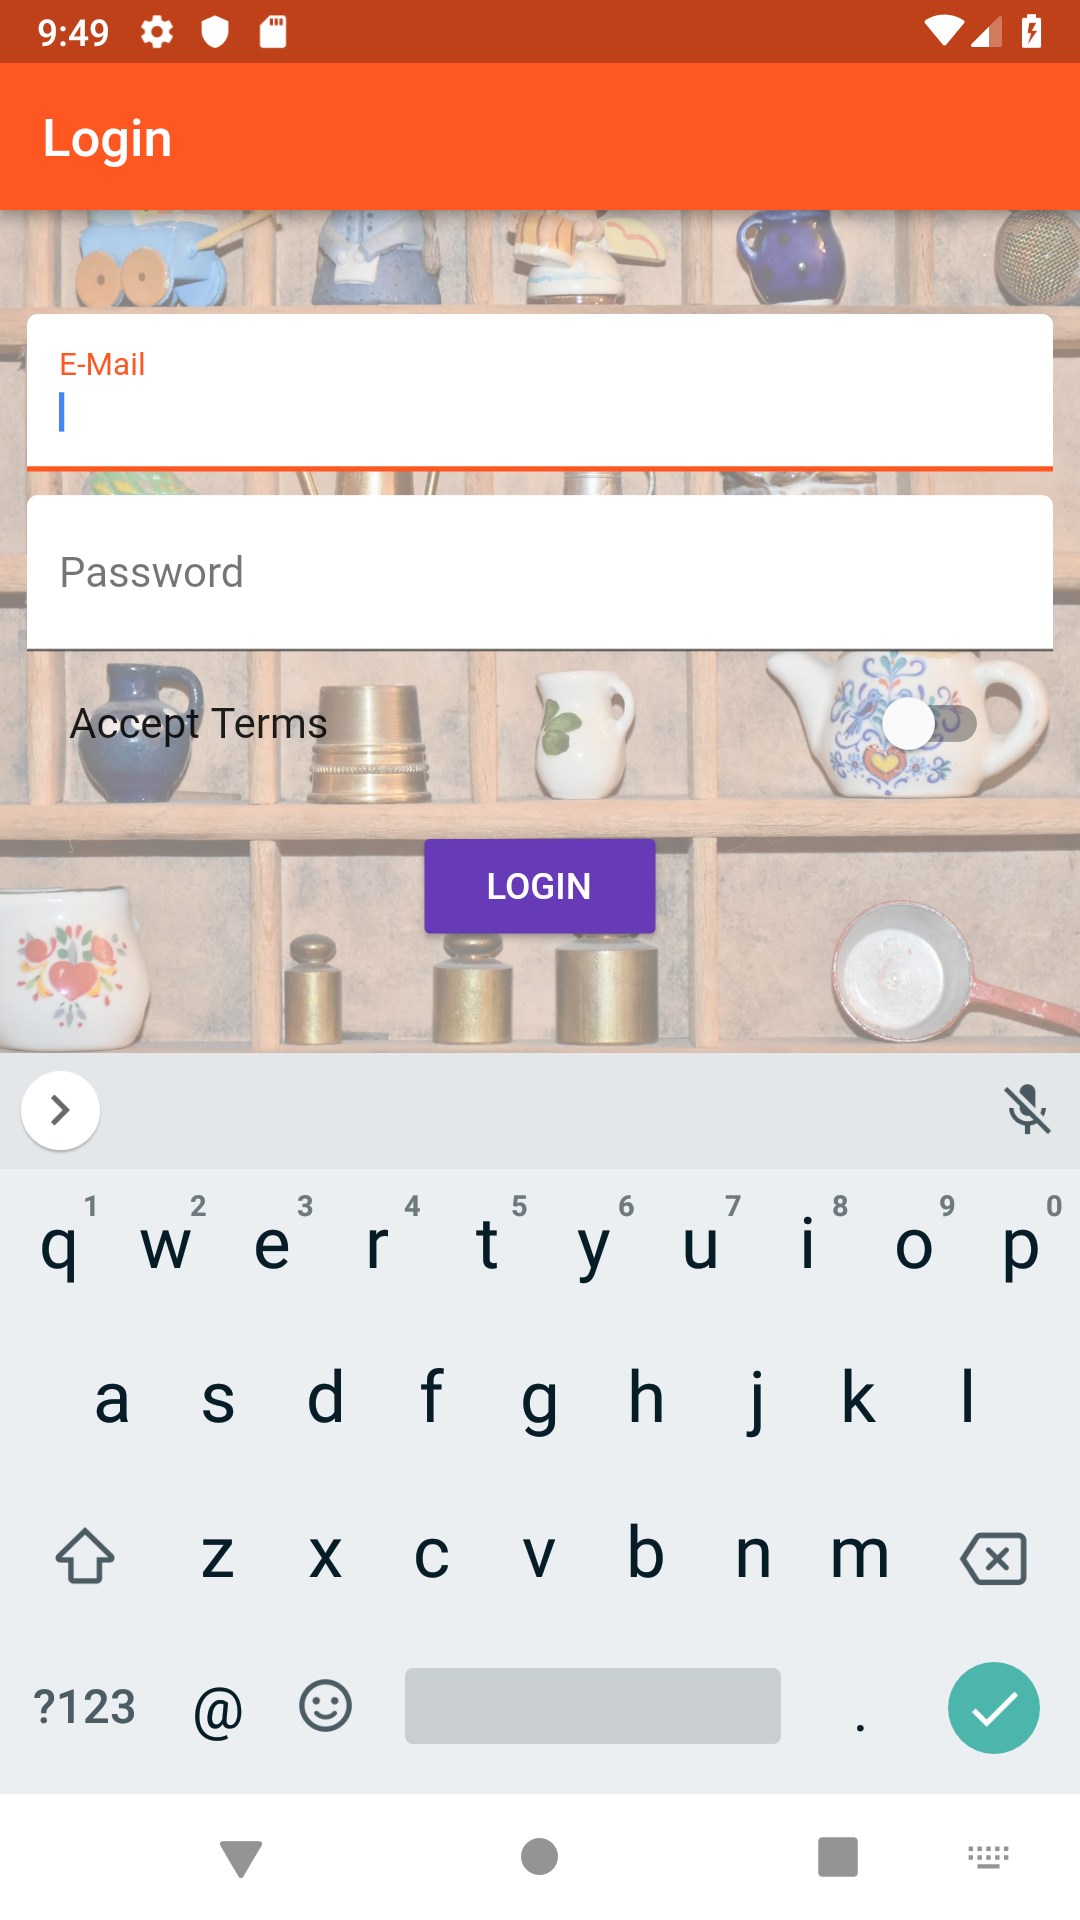 9:49
Login
E-Mail
Password
Accept Terms
LOGIN
1 2 3 4 5 6 7 8 9 0
q w e r t y u i o p
a s d f g h j k l
z x c v b n m
?123 @ .